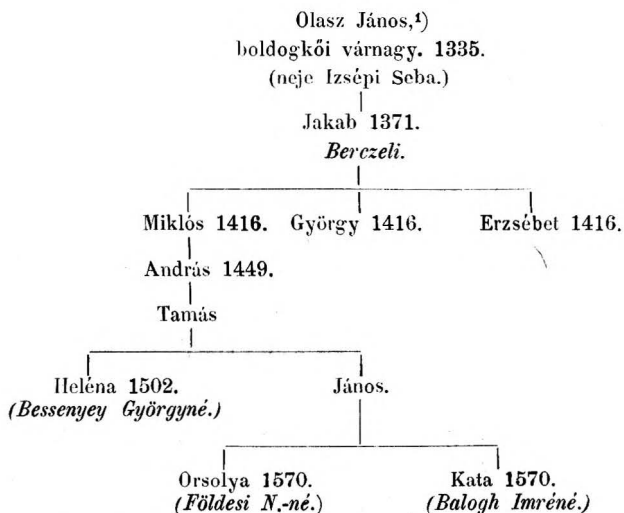 Olasz János,¹)
boldogkői várnagy. 1335.
(neje Izsépi Seba.)
Jakab 1371.
Berczeli.
Miklós 1416. György 1416. Erzsébet 1416.
András 1449.
Tamás
Heléna 1502. János.
(Bessenyey Györgyné.)
Orsolya 1570. Kata 1570.
(Földesi N.-né.) (Balogh Imréné.)